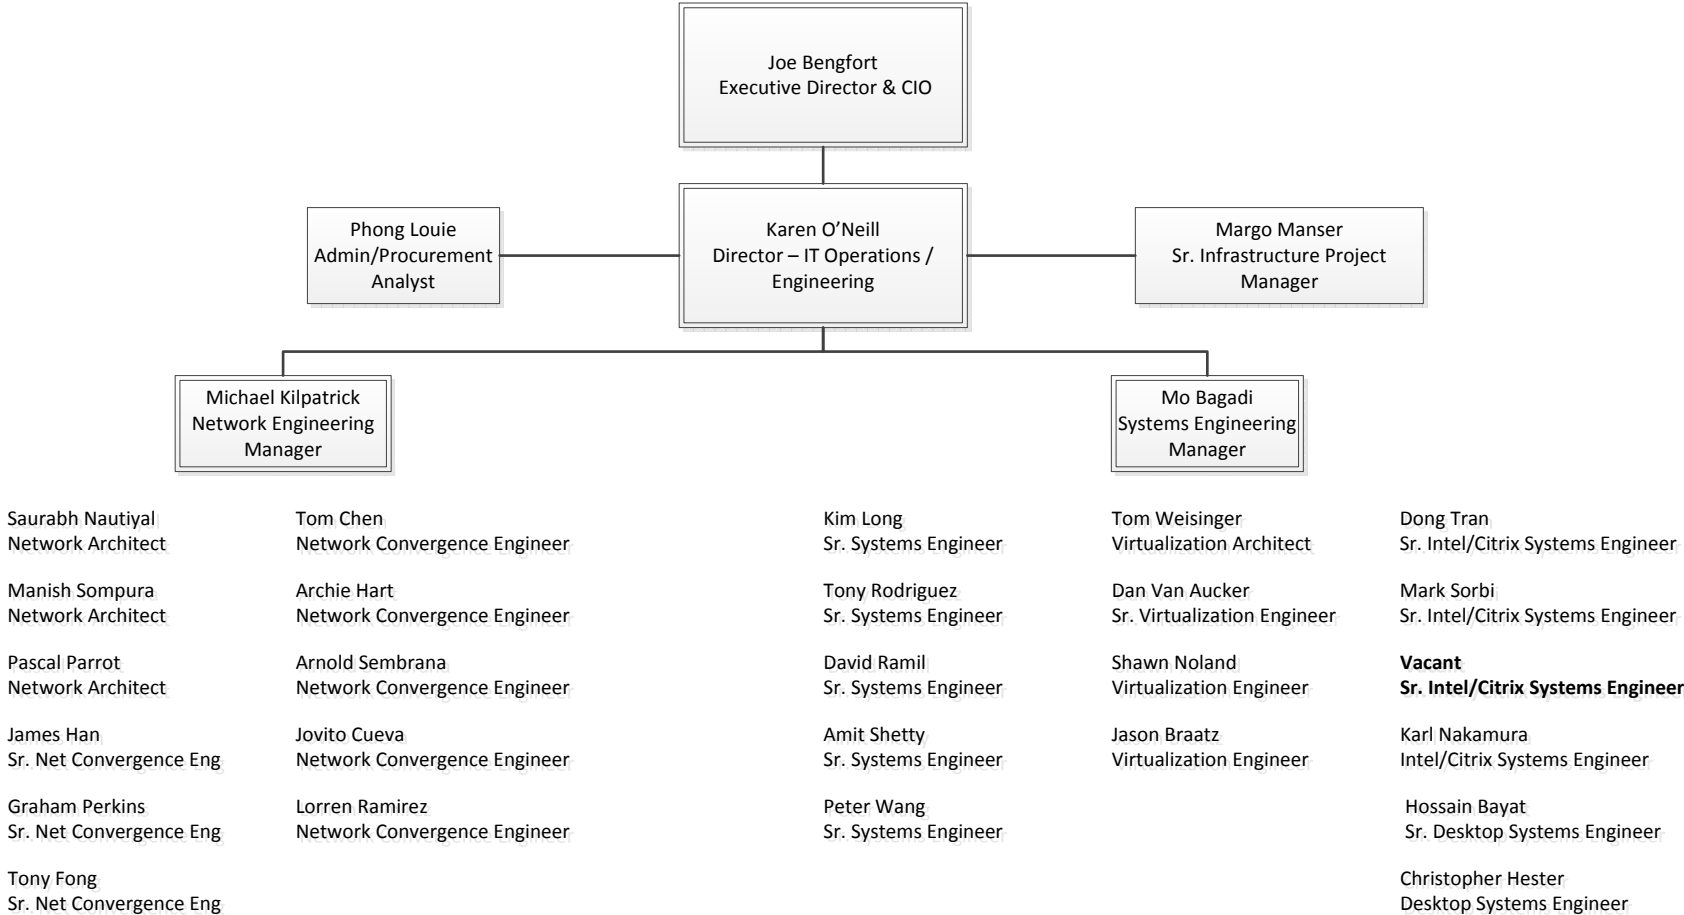 Joe Bengfort
Executive Director & CIO
Phong Louie
Admin/Procurement
Analyst
Karen O’Neill
Director – IT Operations /
Engineering
Margo Manser
Sr. Infrastructure Project
Manager
Michael Kilpatrick
Network Engineering
Manager
Mo Bagadi
Systems Engineering
Manager
Saurabh Nautiyal
Network Architect
Manish Sompura
Network Architect
Pascal Parrot
Network Architect
James Han
Sr. Net Convergence Eng
Graham Perkins
Sr. Net Convergence Eng
Tony Fong
Sr. Net Convergence Eng
Tom Chen
Network Convergence Engineer
Archie Hart
Network Convergence Engineer
Arnold Sembrana
Network Convergence Engineer
Jovito Cueva
Network Convergence Engineer
Lorren Ramirez
Network Convergence Engineer
Kim Long
Sr. Systems Engineer
Tony Rodriguez
Sr. Systems Engineer
David Ramil
Sr. Systems Engineer
Amit Shetty
Sr. Systems Engineer
Peter Wang
Sr. Systems Engineer
Tom Weisinger
Virtualization Architect
Dan Van Aucker
Sr. Virtualization Engineer
Shawn Noland
Virtualization Engineer
Jason Braatz
Virtualization Engineer
Dong Tran
Sr. Intel/Citrix Systems Engineer
Mark Sorbi
Sr. Intel/Citrix Systems Engineer
Vacant
Sr. Intel/Citrix Systems Engineer
Karl Nakamura
Intel/Citrix Systems Engineer
Hossain Bayat
Sr. Desktop Systems Engineer
Christopher Hester
Desktop Systems Engineer